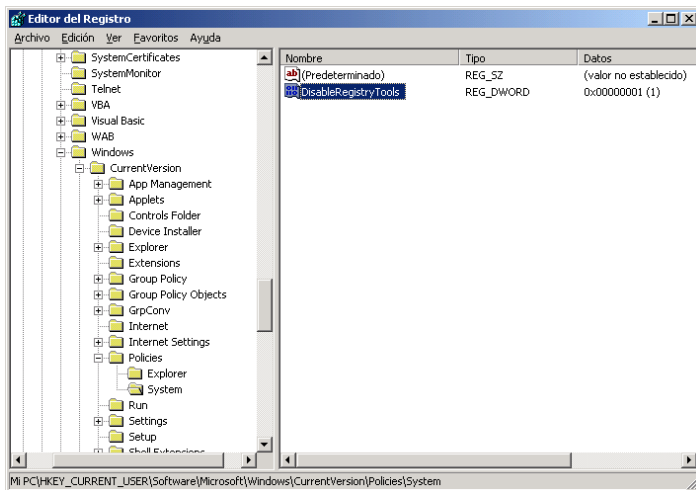 Editor del Registro
Archivo Edición Ver Favoritos Ayuda
Nombre Tipo Datos
(Predeterminado) REG_SZ (valor no establecido)
DisableRegistryTools REG_DWORD 0x00000001 (1)
SystemCertificates
SystemMonitor
Telnet
VBA
Visual Basic
WAB
Windows
CurrentVersion
App Management
Applets
Controls Folder
Device Installer
Explorer
Extensions
Group Policy
Group Policy Objects
GrpConv
Internet
Internet Settings
Policies
Explorer
System
Run
Settings
Setup
Shell Extensions
Mi PC\HKEY_CURRENT_USER\Software\Microsoft\Windows\CurrentVersion\Policies\System